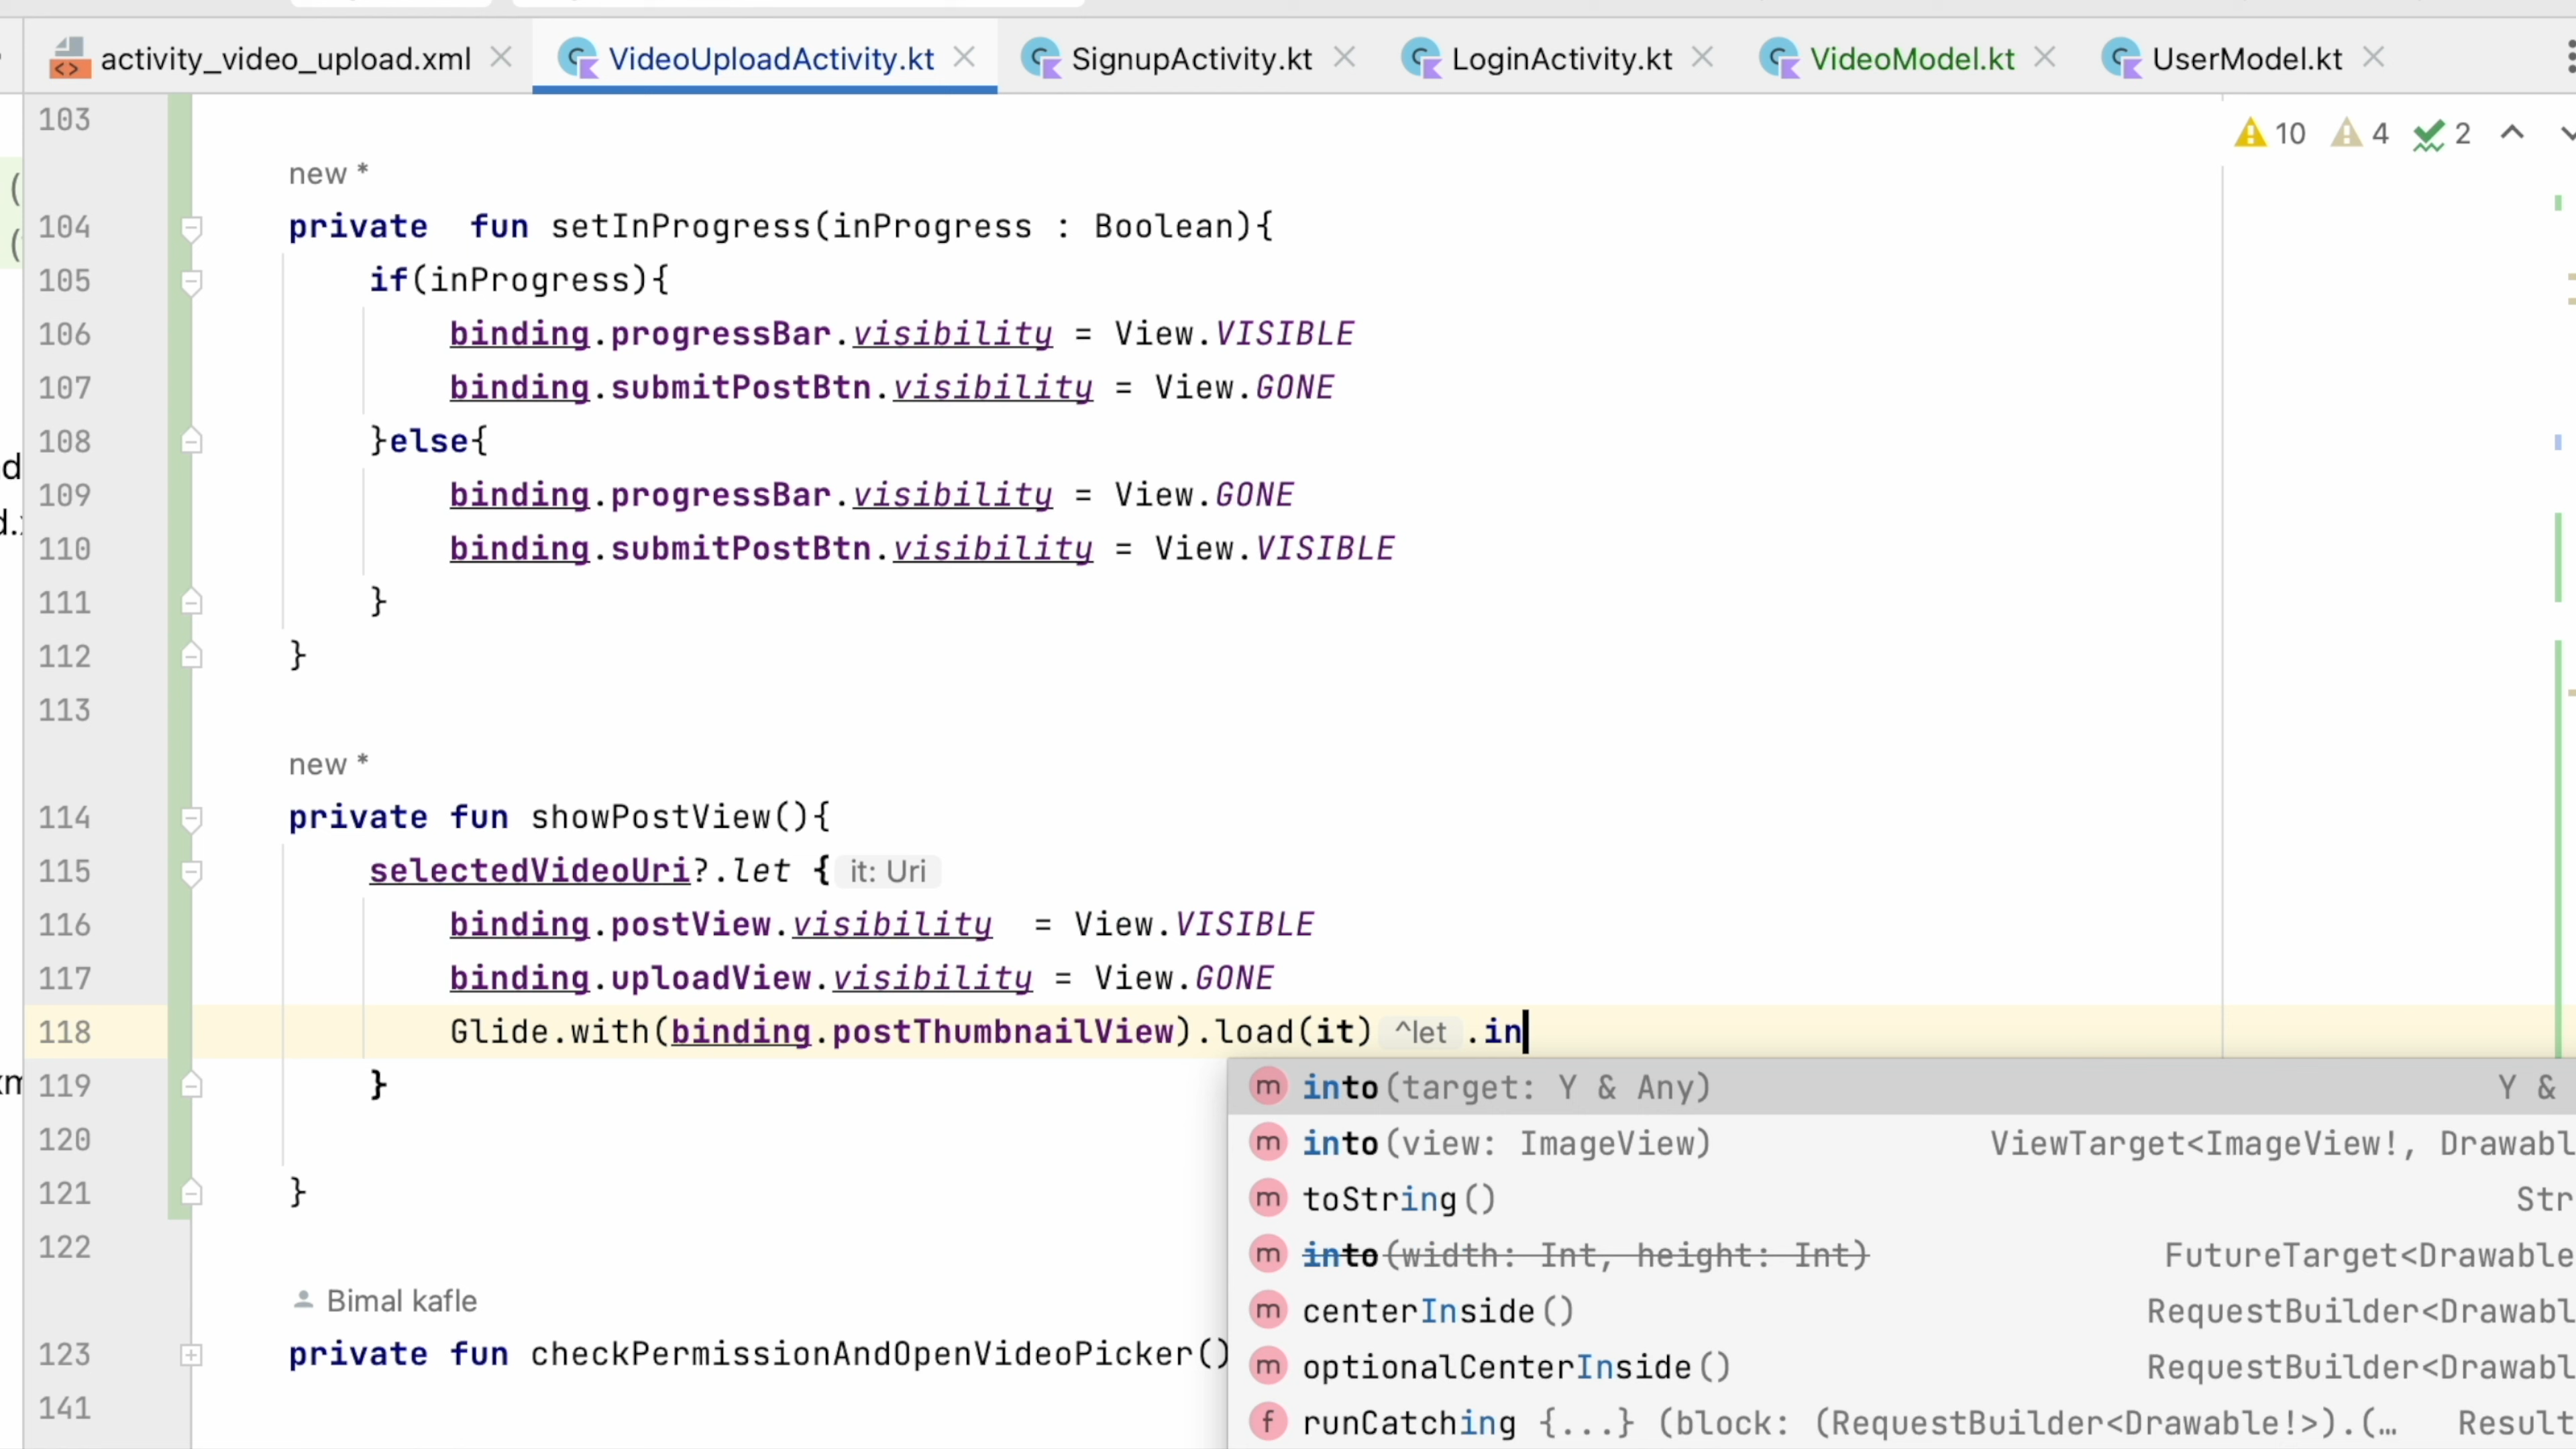 activity_video_upload.xml VideoUploadActivity.kt SignupActivity.kt LoginActivity.kt VideoModel.kt UserModel.kt
103
10 4 2
new *
104 private  fun setInProgress(inProgress : Boolean){
105 if(inProgress){
106 binding.progressBar.visibility = View.VISIBLE
107 binding.submitPostBtn.visibility = View.GONE
108 }else{
109 binding.progressBar.visibility = View.GONE
110 binding.submitPostBtn.visibility = View.VISIBLE
111 }
112 }
113
new *
114 private fun showPostView(){
115 selectedVideoUri?.let { it: Uri
116 binding.postView.visibility  = View.VISIBLE
117 binding.uploadView.visibility = View.GONE
118 Glide.with(binding.postThumbnailView).load(it) ^let .in
119 }
into(target: Y & Any) Y &
120
into(view: ImageView) ViewTarget<ImageView!, Drawabl
121 }
toString() Str
122
into(width: Int, height: Int) FutureTarget<Drawable
Bimal kafle
centerInside() RequestBuilder<Drawabl
123 private fun checkPermissionAndOpenVideoPicker()
optionalCenterInside() RequestBuilder<Drawabl
141
runCatching {...} (block: (RequestBuilder<Drawable!>).(… Result